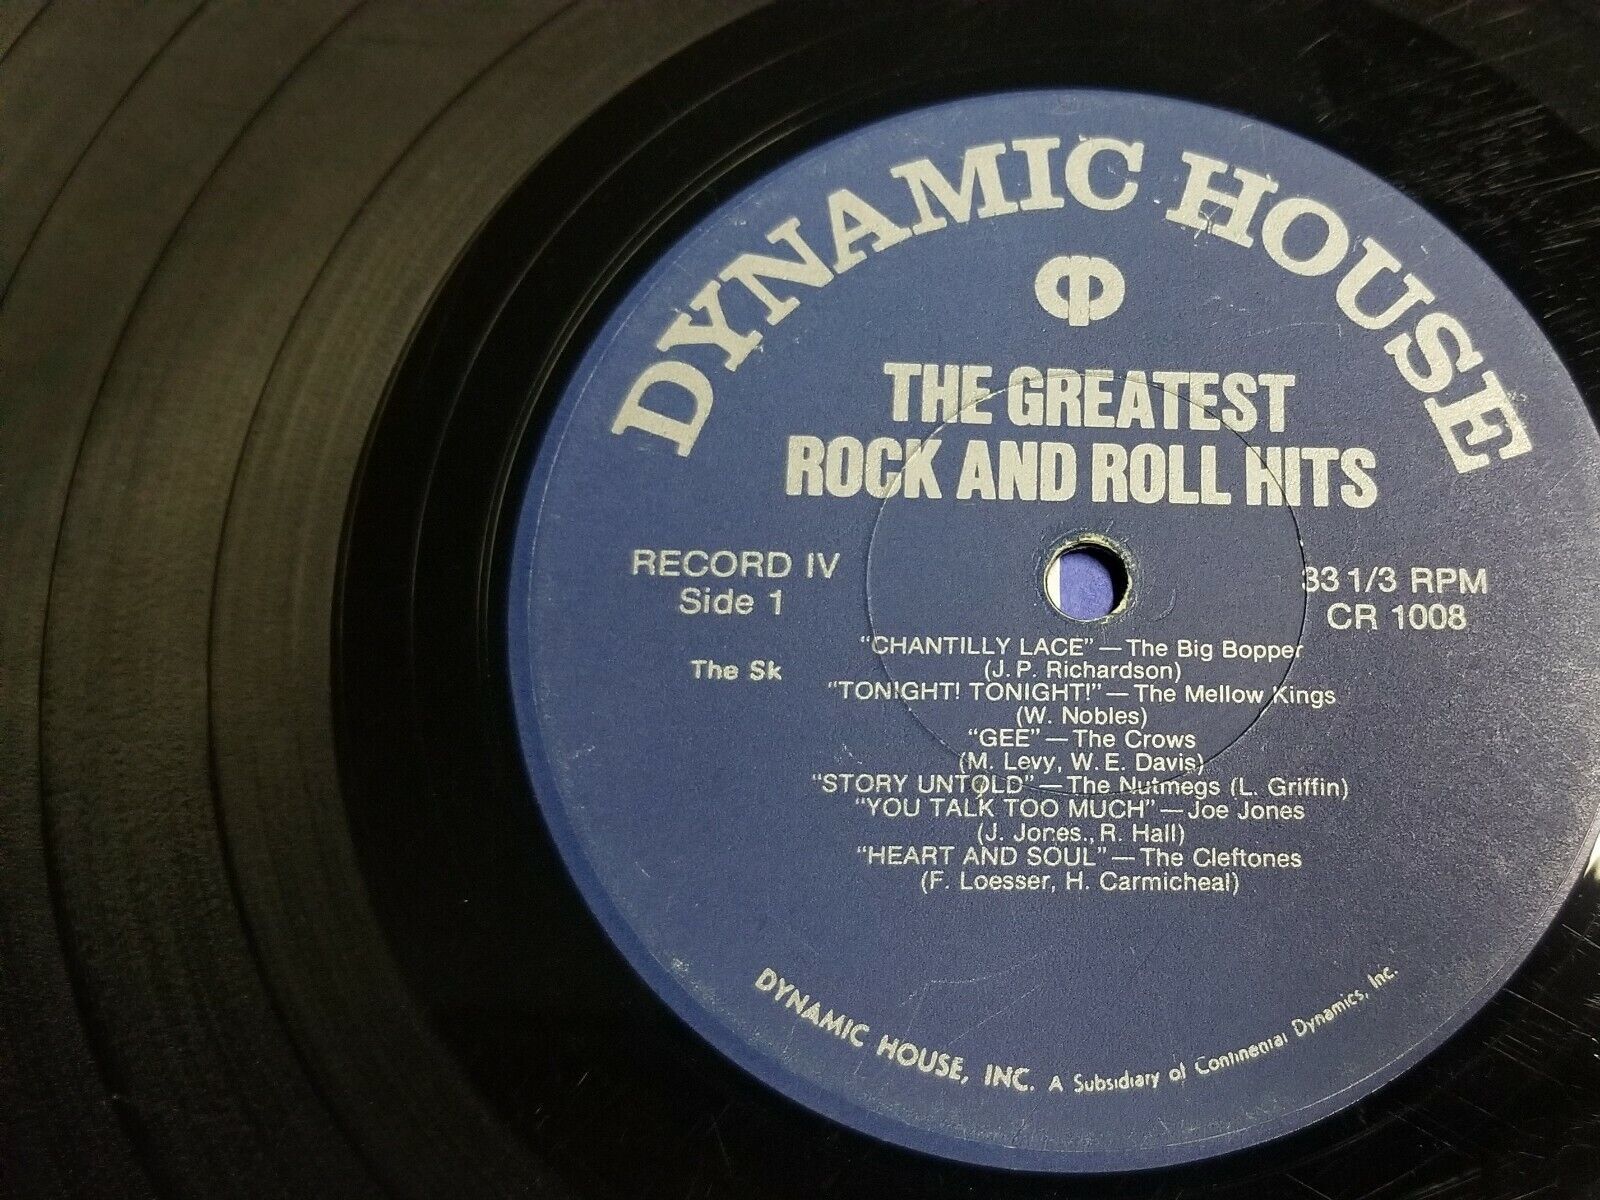 DYNAMIC HOUSE
THE GREATEST
ROCK AND ROLL HITS
RECORD IV
Side 1
33 1/3 RPM
CR 1008
The Sk
"CHANTILLY LACE" — The Big Bopper
(J. P. Richardson)
"TONIGHT! TONIGHT!" — The Mellow Kings
(W. Nobles)
"GEE" — The Crows
(M. Levy, W. E. Davis)
"STORY UNTOLD" — The Nutmegs (L. Griffin)
"YOU TALK TOO MUCH" — Joe Jones
(J. Jones., R. Hall)
"HEART AND SOUL" — The Cleftones
(F. Loesser, H. Carmicheal)
DYNAMIC HOUSE, INC. A Subsidiary of Continental Dynamics, Inc.